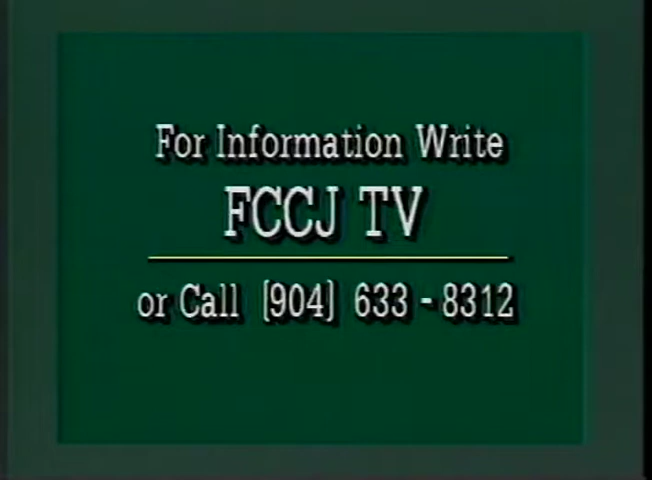 For Information Write
FCCJ TV
or Call (904) 633 - 8312